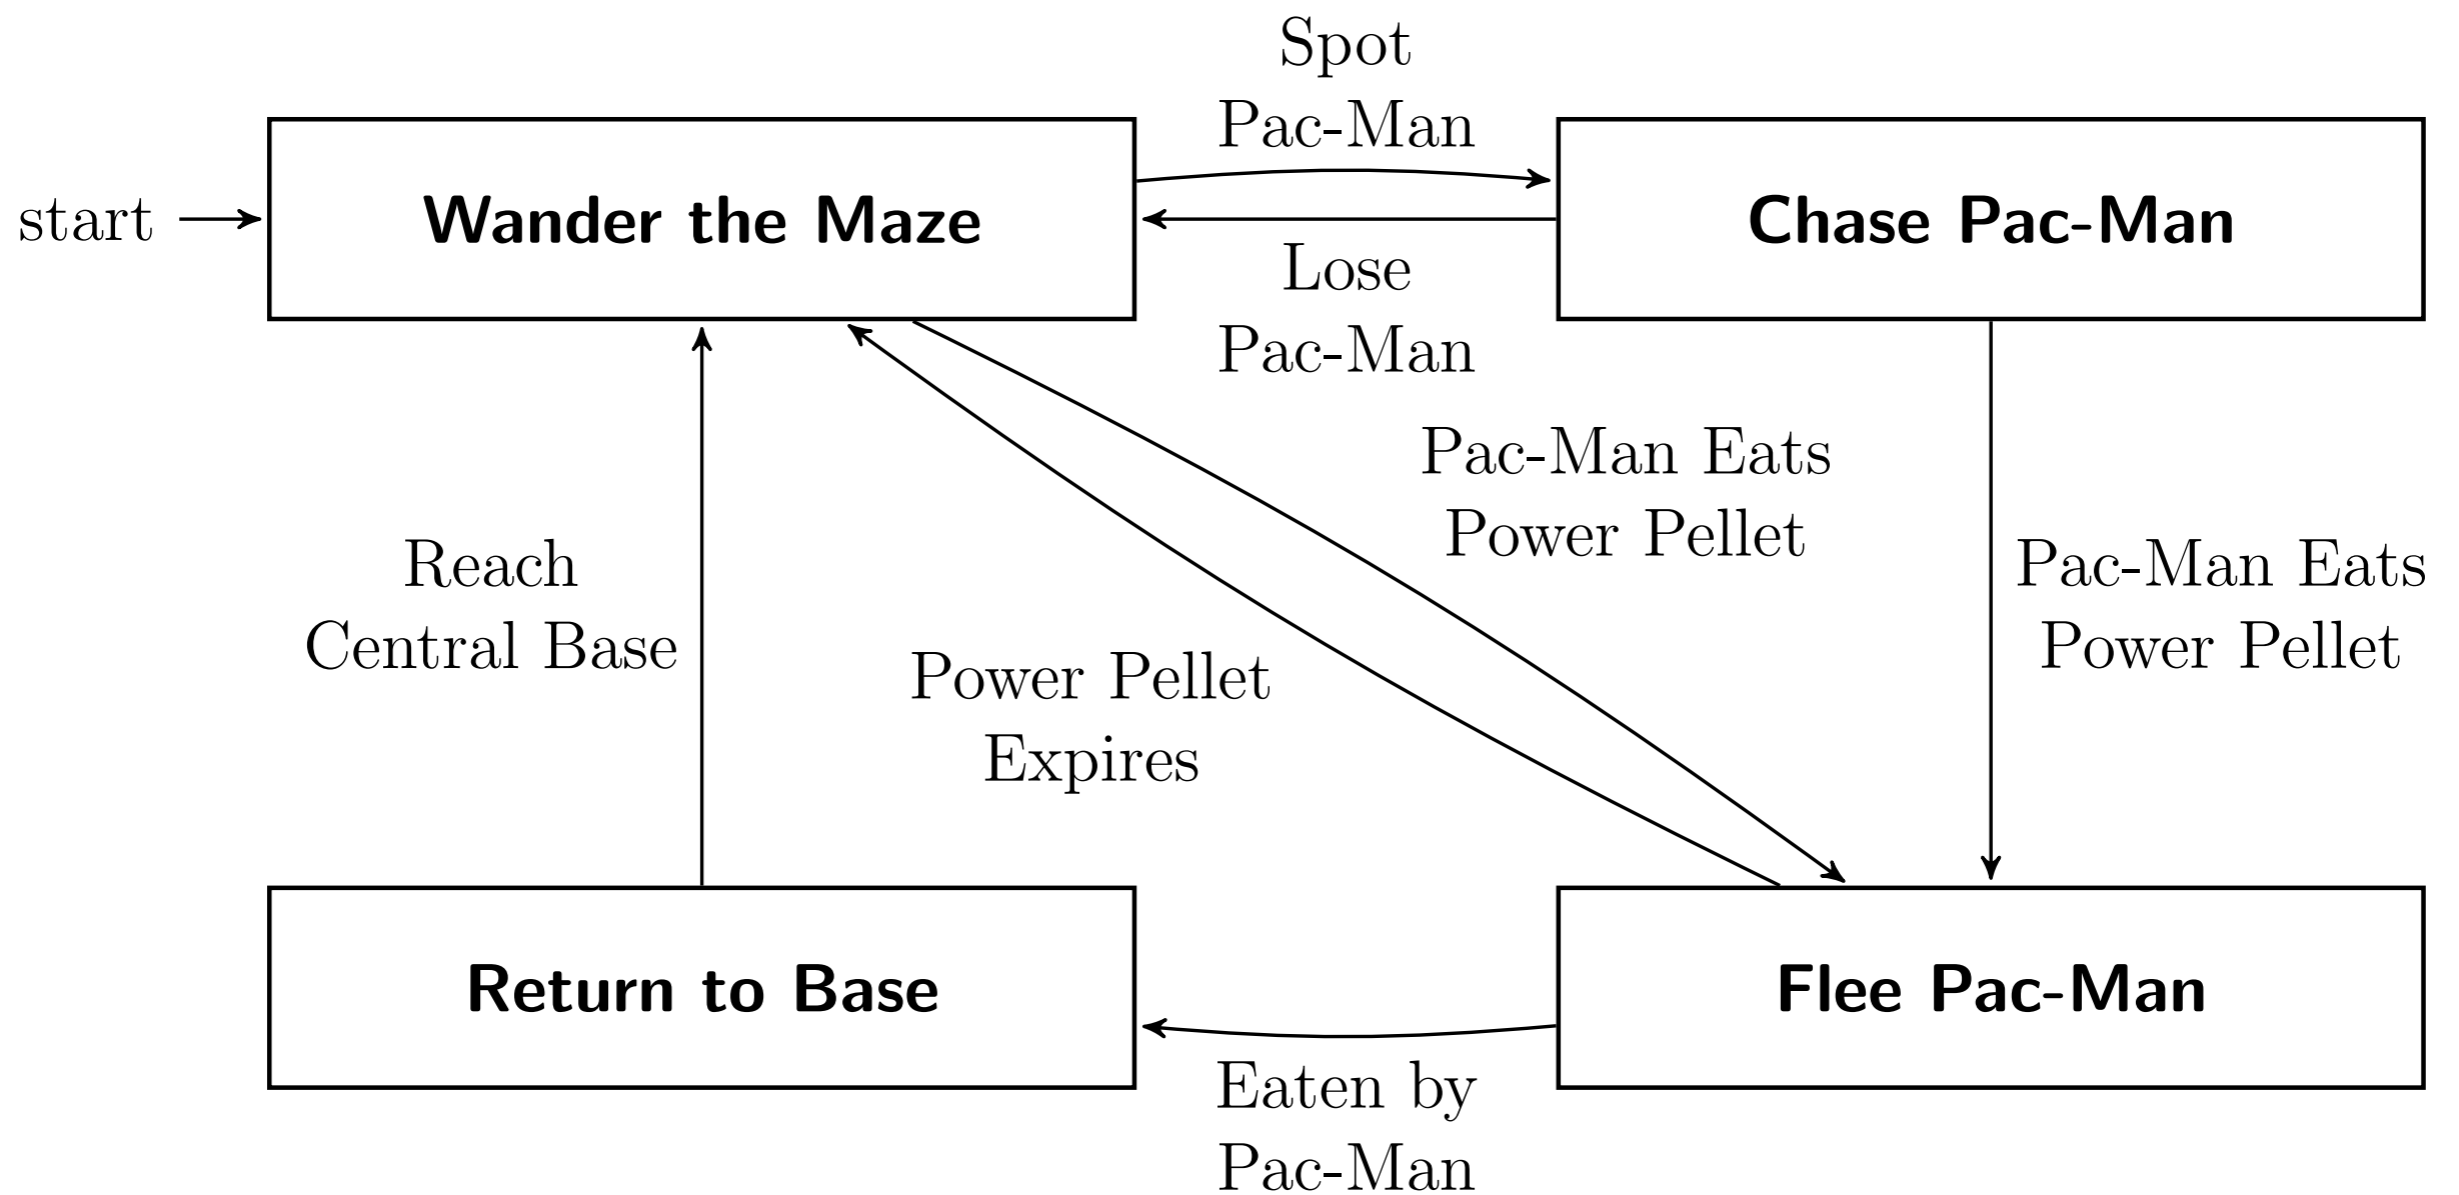 Spot
Pac-Man
start
Wander the Maze
Chase Pac-Man
Lose
Pac-Man
Pac-Man Eats
Power Pellet
Reach
Central Base
Pac-Man Eats
Power Pellet
Power Pellet
Expires
Return to Base
Flee Pac-Man
Eaten by
Pac-Man